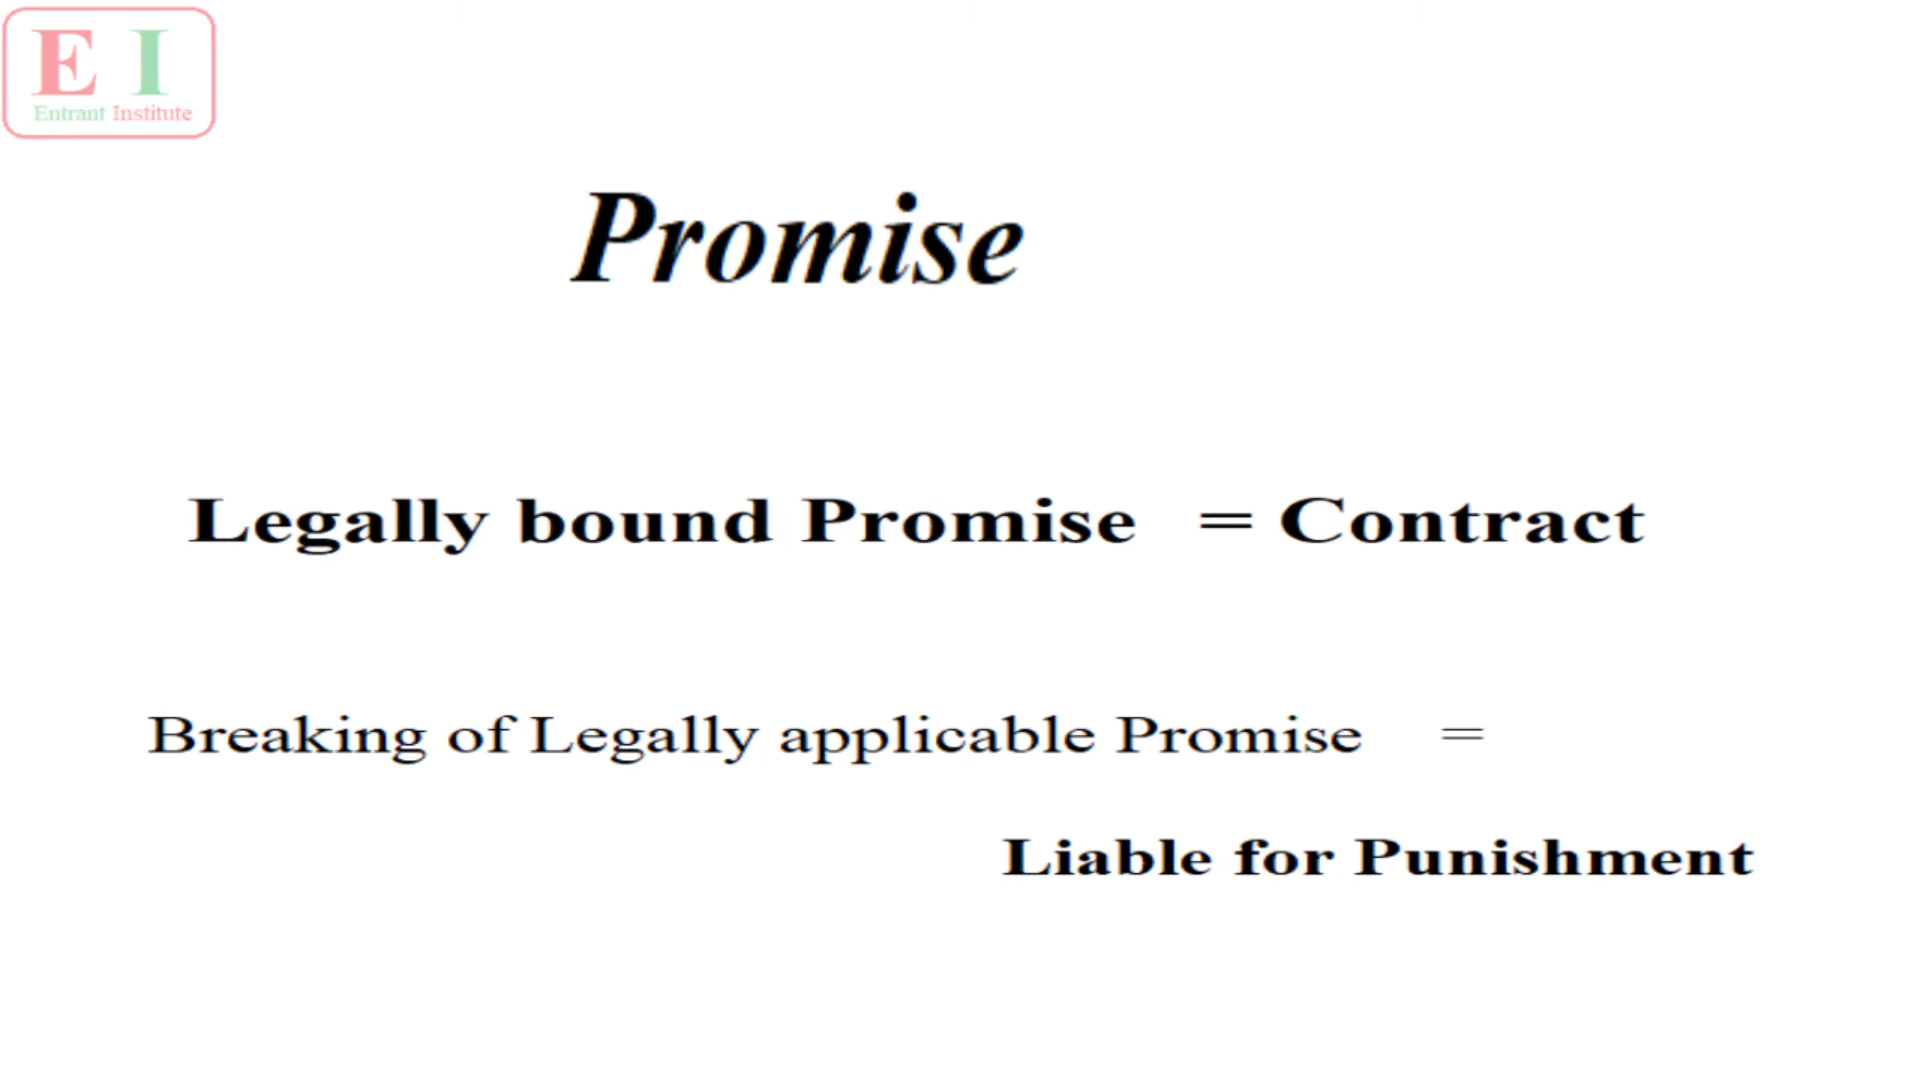 E I
Entrant Institute
Promise
Legally bound Promise = Contract
Breaking of Legally applicable Promise =
Liable for Punishment